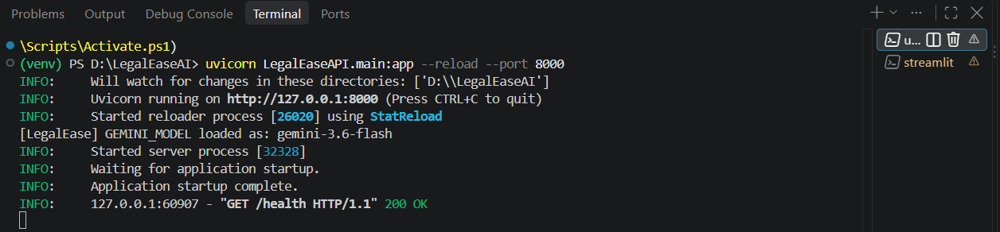 Problems Output Debug Console Terminal Ports
\Scripts\Activate.ps1)
(venv) PS D:\LegalEaseAI> uvicorn LegalEaseAPI.main:app --reload --port 8000
INFO: Will watch for changes in these directories: ['D:\\LegalEaseAI']
INFO: Uvicorn running on http://127.0.0.1:8000 (Press CTRL+C to quit)
INFO: Started reloader process [26020] using StatReload
[LegalEase] GEMINI_MODEL loaded as: gemini-3.6-flash
INFO: Started server process [32328]
INFO: Waiting for application startup.
INFO: Application startup complete.
INFO: 127.0.0.1:60907 - "GET /health HTTP/1.1" 200 OK
u...
streamlit